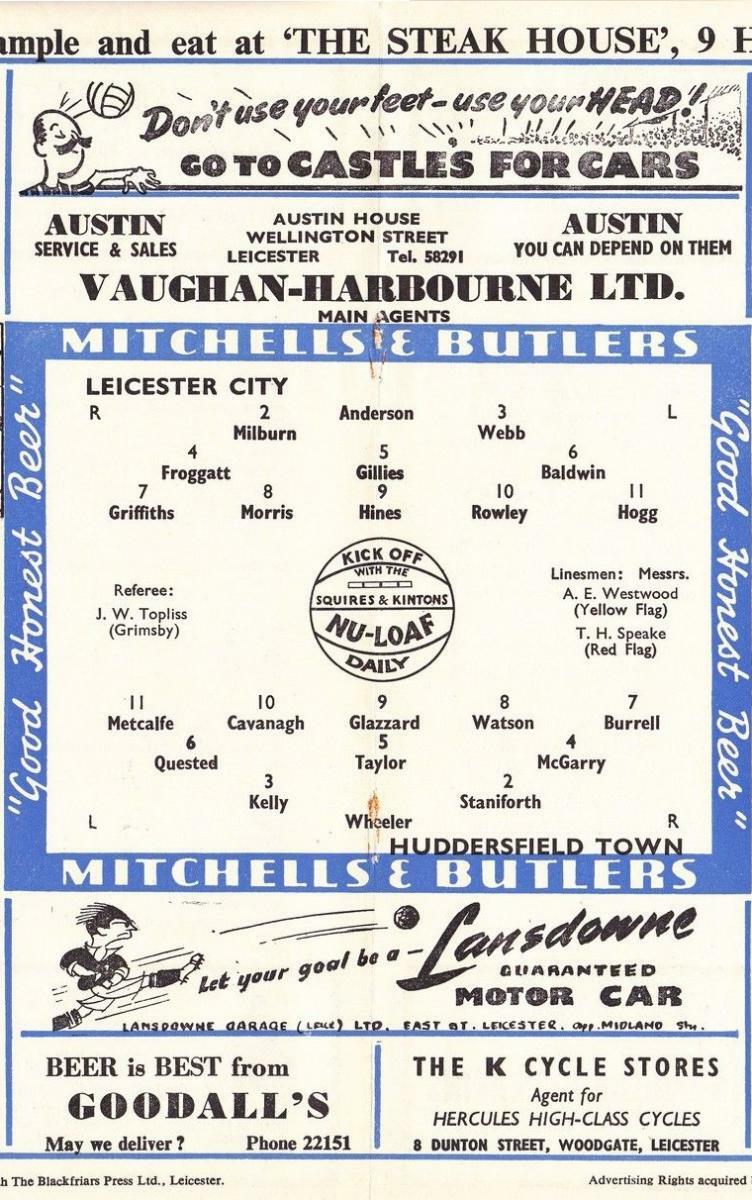 ample and eat at 'THE STEAK HOUSE', 9 H
Don't use your feet - use your HEAD!
GO TO CASTLES FOR CARS
AUSTIN
SERVICE & SALES
AUSTIN HOUSE
WELLINGTON STREET
LEICESTER Tel. 58291
AUSTIN
YOU CAN DEPEND ON THEM
VAUGHAN-HARBOURNE LTD.
MAIN AGENTS
MITCHELLS & BUTLERS
"Good Honest Beer"
"Good Honest Beer"
LEICESTER CITY
R 2 Anderson 3 L
Milburn Webb
4 5 6
Froggatt Gillies Baldwin
7 8 9 10 11
Griffiths Morris Hines Rowley Hogg
KICK OFF
WITH THE
SQUIRES & KINTONS
NU-LOAF
DAILY
Referee:
J. W. Topliss
(Grimsby)
Linesmen: Messrs.
A. E. Westwood
(Yellow Flag)
T. H. Speake
(Red Flag)
11 10 9 8 7
Metcalfe Cavanagh Glazzard Watson Burrell
6 5 4
Quested Taylor McGarry
3 2
Kelly Staniforth
L Wheeler R
HUDDERSFIELD TOWN
MITCHELLS & BUTLERS
Let your goal be a - Lansdowne
GUARANTEED
MOTOR CAR
LANSDOWNE GARAGE (LEIC) LTD. EAST ST. LEICESTER. opp. MIDLAND Stn.
BEER is BEST from
GOODALL'S
May we deliver? Phone 22151
THE K CYCLE STORES
Agent for
HERCULES HIGH-CLASS CYCLES
8 DUNTON STREET, WOODGATE, LEICESTER
h The Blackfriars Press Ltd., Leicester.
Advertising Rights acquired